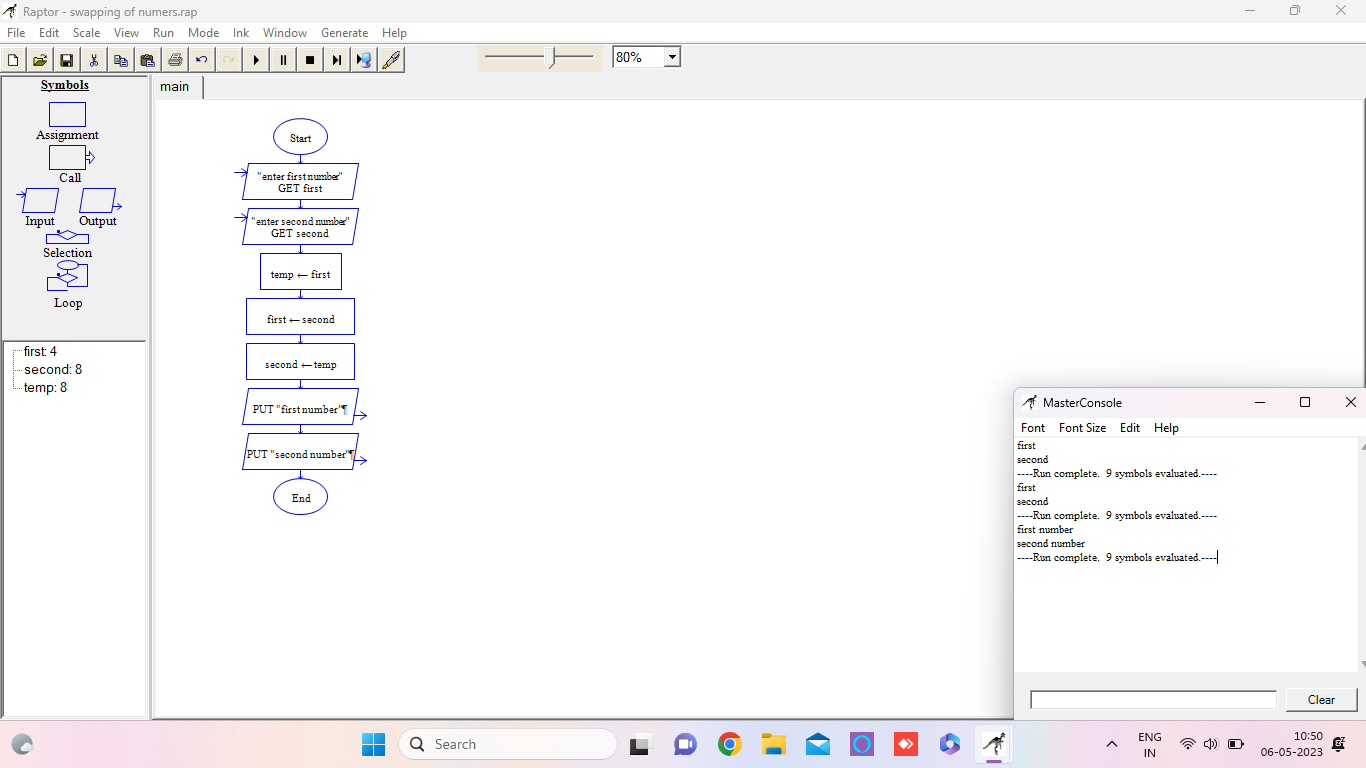 Raptor - swapping of numers.rap
File Edit Scale View Run Mode Ink Window Generate Help
80%
Symbols
Assignment
Call
Input Output
Selection
Loop
first: 4
second: 8
temp: 8
main
Start
"enter first number"
GET first
"enter second number"
GET second
temp ← first
first ← second
second ← temp
PUT "first number"¶
PUT "second number"¶
End
MasterConsole
Font Font Size Edit Help
first
second
----Run complete. 9 symbols evaluated.----
first
second
----Run complete. 9 symbols evaluated.----
first number
second number
----Run complete. 9 symbols evaluated.----
Clear
Search
ENG
IN
10:50
06-05-2023